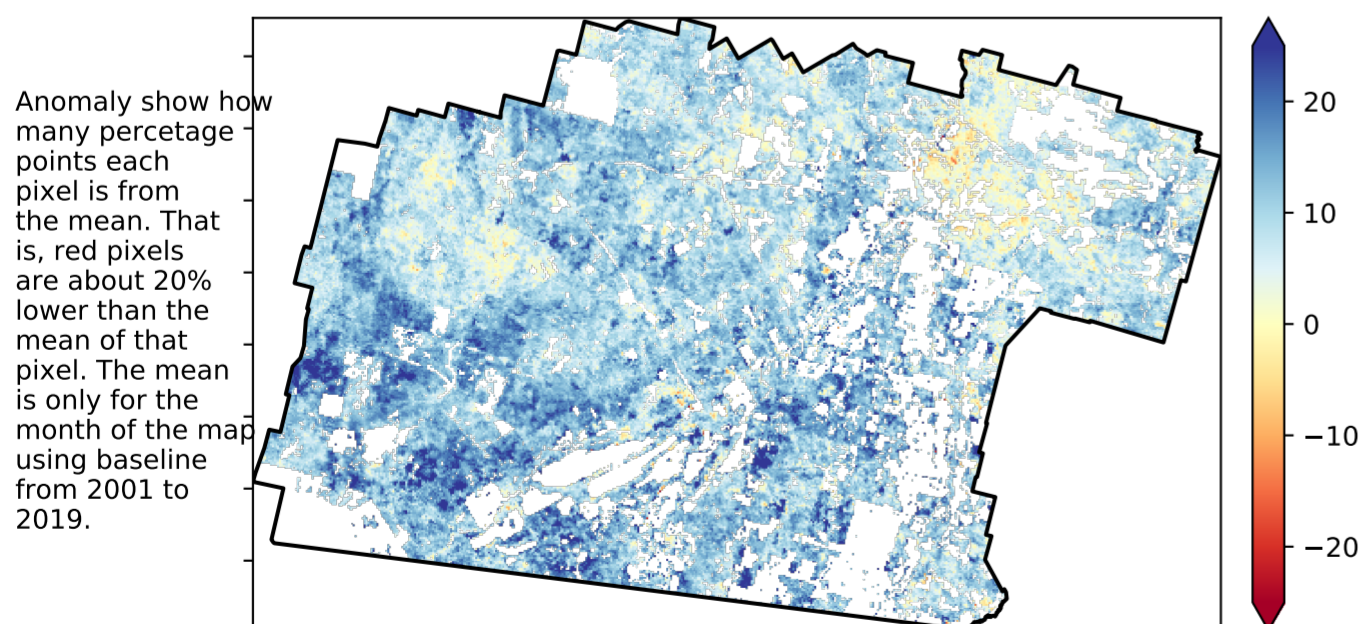 Anomaly show how
many percetage
points each
pixel is from
the mean. That
is, red pixels
are about 20%
lower than the
mean of that
pixel. The mean
is only for the
month of the map
using baseline
from 2001 to
2019.
20
10
0
−10
−20